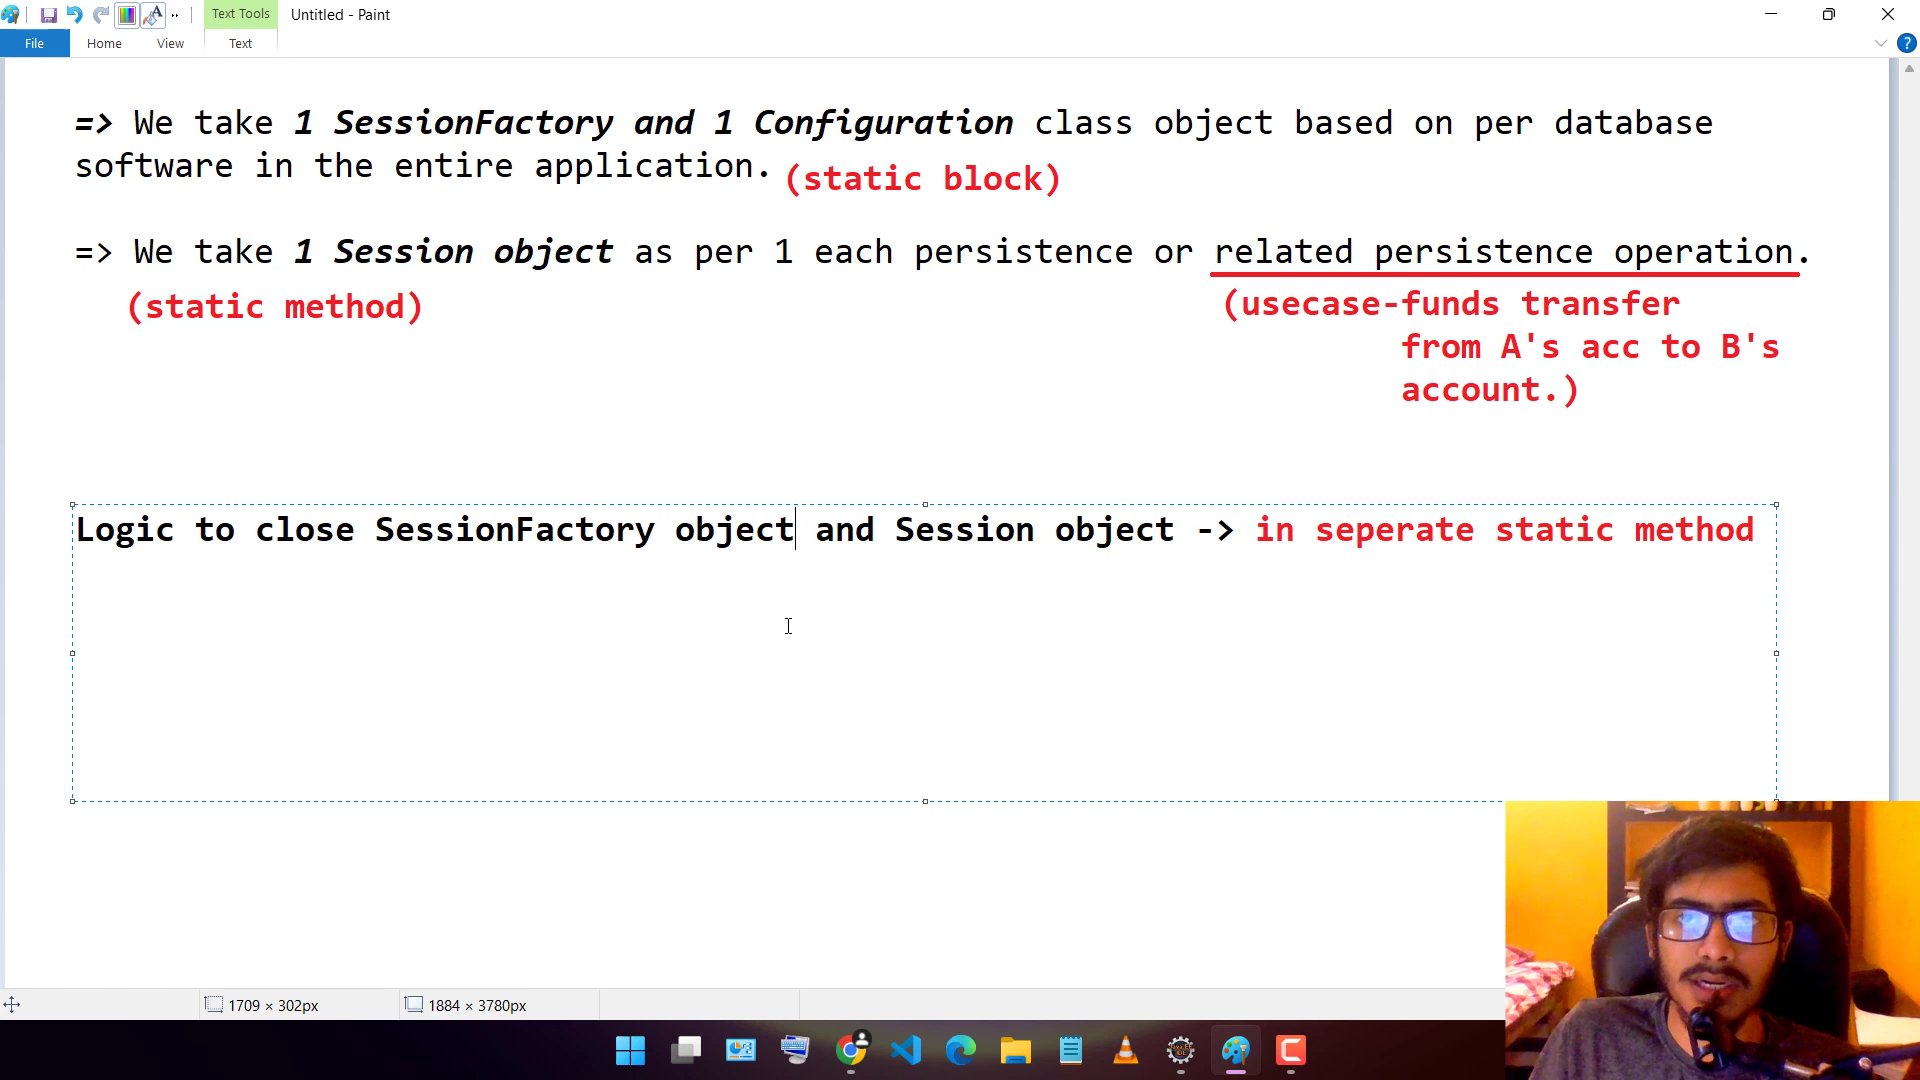 Text Tools
Untitled - Paint
File
Home
View
Text
=> We take 1 SessionFactory and 1 Configuration class object based on per database
software in the entire application. (static block)
=> We take 1 Session object as per 1 each persistence or related persistence operation.
(static method)
(usecase-funds transfer
from A's acc to B's
account.)
Logic to close SessionFactory object and Session object -> in seperate static method
1709 × 302px
1884 × 3780px